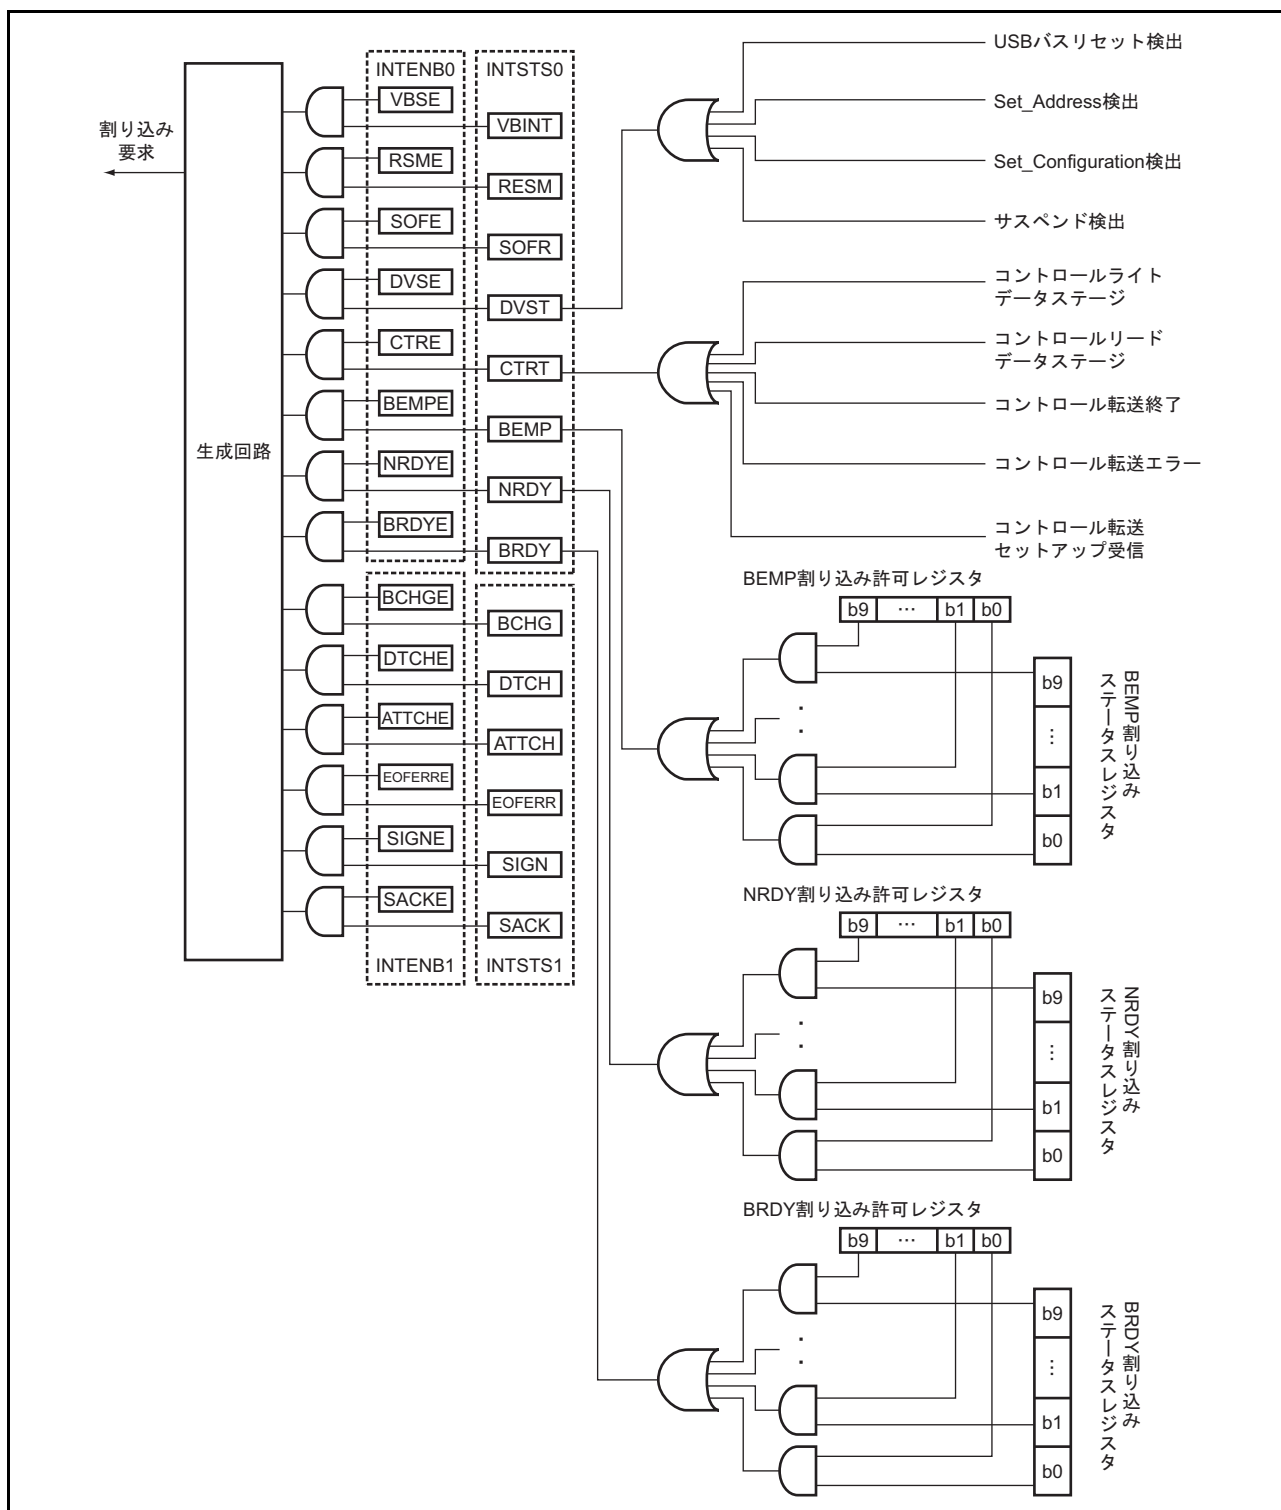 割り込み
要求
生成回路
INTENB0
VBSE
RSME
SOFE
DVSE
CTRE
BEMPE
NRDYE
BRDYE
BCHGE
DTCHE
ATTCHE
EOFERRE
SIGNE
SACKE
INTENB1
INTSTS0
VBINT
RESM
SOFR
DVST
CTRT
BEMP
NRDY
BRDY
BCHG
DTCH
ATTCH
EOFERR
SIGN
SACK
INTSTS1
USBバスリセット検出
Set_Address検出
Set_Configuration検出
サスペンド検出
コントロールライト
データステージ
コントロールリード
データステージ
コントロール転送終了
コントロール転送エラー
コントロール転送
セットアップ受信
BEMP割り込み許可レジスタ
b9 … b1 b0
b9
…
b1
b0
BEMP割り込み
ステータスレジスタ
NRDY割り込み許可レジスタ
b9 … b1 b0
b9
…
b1
b0
NRDY割り込み
ステータスレジスタ
BRDY割り込み許可レジスタ
b9 … b1 b0
b9
…
b1
b0
BRDY割り込み
ステータスレジスタ